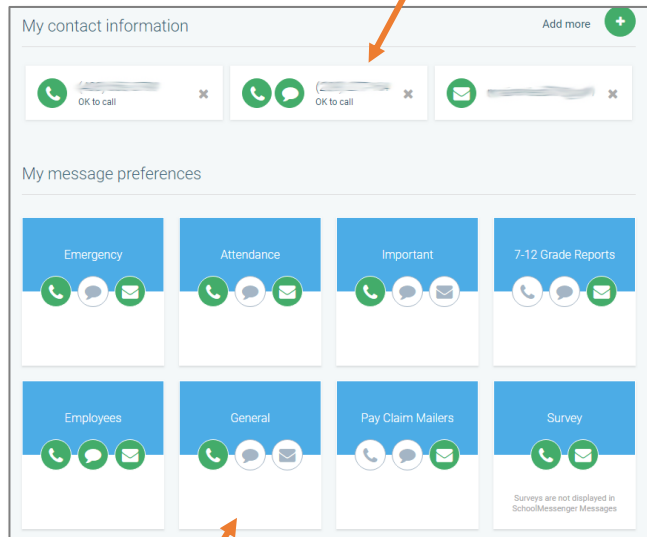 My contact information
Add more
OK to call
OK to call
My message preferences
Emergency
Attendance
Important
7-12 Grade Reports
Employees
General
Pay Claim Mailers
Survey
Surveys are not displayed in
SchoolMessenger Messages